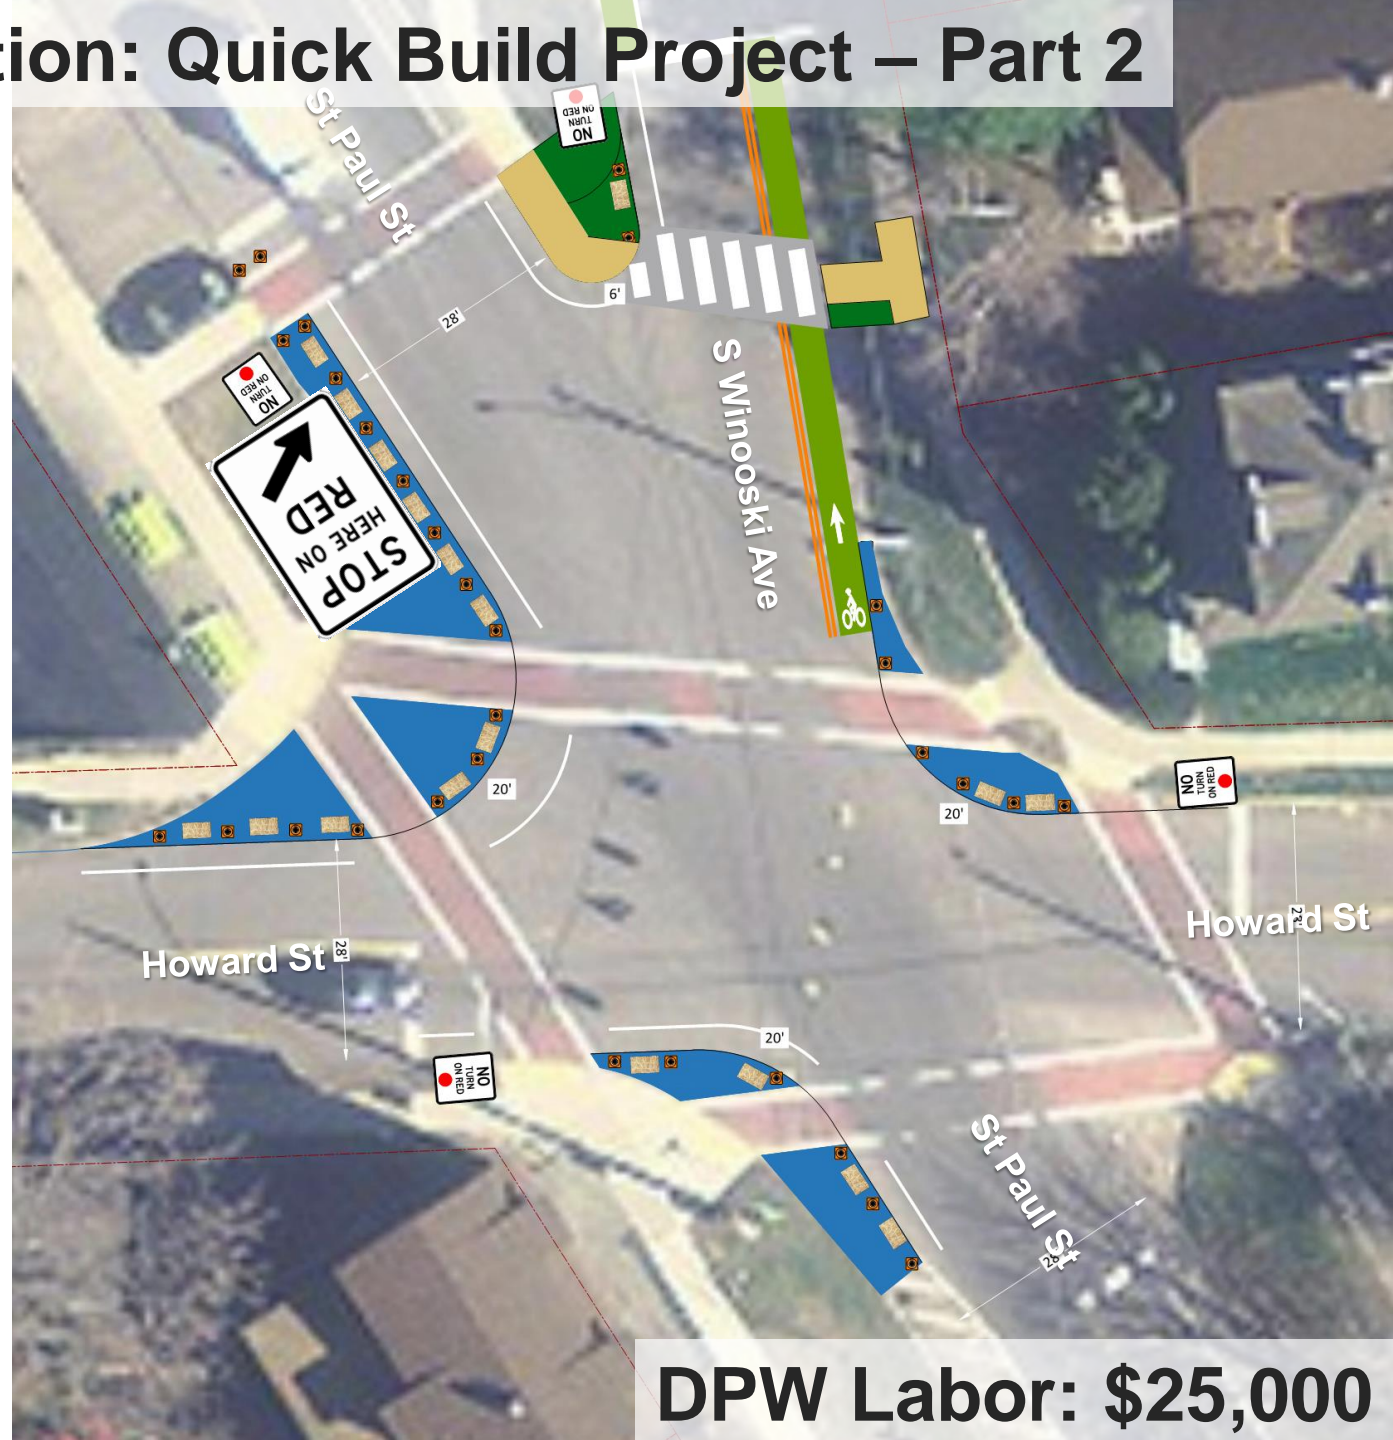 tion: Quick Build Project – Part 2
St Paul St
NO
TURN
ON RED
6'
28'
S Winooski Ave
NO
TURN
ON RED
STOP
HERE ON
RED
20'
20'
NO
TURN
ON RED
Howard St
28'
Howard St
20'
NO
TURN
ON RED
St Paul St
DPW Labor: $25,000